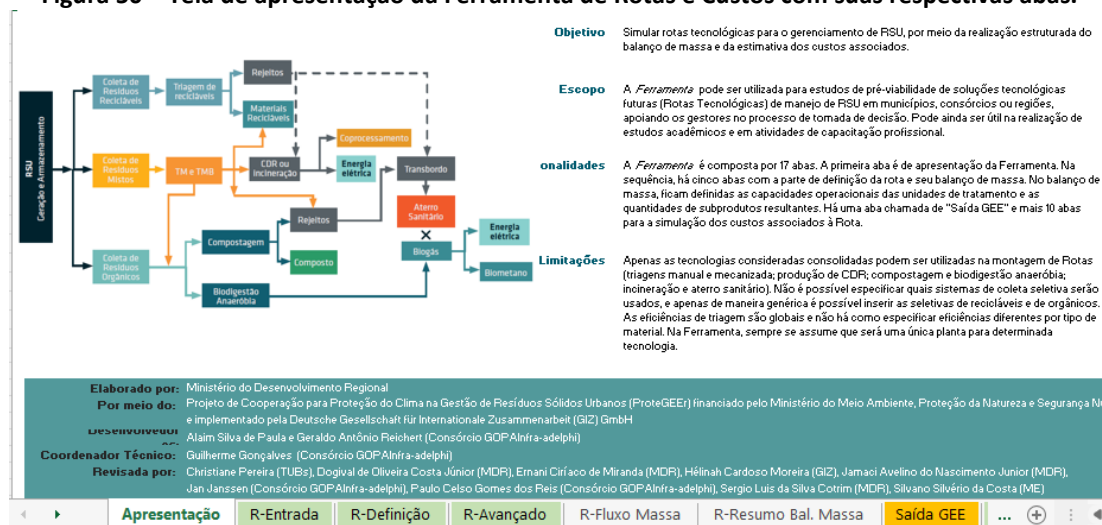 Figura 30 – Tela de apresentação da Ferramenta de Rotas e Custos com suas respectivas abas.
RSU
Geração e Armazenamento
Coleta de
Resíduos
Recicláveis
Triagem de
recicláveis
Rejeitos
Materiais
Recicláveis
Coleta de
Resíduos
Mistos
TM e TMB
CDR ou
incineração
Coprocessamento
Energia
elétrica
Transbordo
Aterro
Sanitário
Rejeitos
Compostagem
Composto
Coleta de
Resíduos
Orgânicos
Biodigestão
Anaeróbia
Biogás
Energia
elétrica
Biometano
Objetivo
Simular rotas tecnológicas para o gerenciamento de RSU, por meio da realização estruturada do
balanço de massa e da estimativa dos custos associados.
Escopo
A Ferramenta pode ser utilizada para estudos de pré-viabilidade de soluções tecnológicas
futuras (Rotas Tecnológicas) de manejo de RSU em municípios, consórcios ou regiões,
apoiando os gestores no processo de tomada de decisão. Pode ainda ser útil na realização de
estudos acadêmicos e em atividades de capacitação profissional.
onalidades
A Ferramenta é composta por 17 abas. A primeira aba é de apresentação da Ferramenta. Na
sequência, há cinco abas com a parte de definição da rota e seu balanço de massa. No balanço de
massa, ficam definidas as capacidades operacionais das unidades de tratamento e as
quantidades de subprodutos resultantes. Há uma aba chamada de "Saída GEE" e mais 10 abas
para a simulação dos custos associados à Rota.
Limitações
Apenas as tecnologias consideradas consolidadas podem ser utilizadas na montagem de Rotas
(triagens manual e mecanizada; produção de CDR; compostagem e biodigestão anaeróbia;
incineração e aterro sanitário). Não é possível especificar quais sistemas de coleta seletiva serão
usados, e apenas de maneira genérica é possível inserir as seletivas de recicláveis e de orgânicos.
As eficiências de triagem são globais e não há como especificar eficiências diferentes por tipo de
material. Na Ferramenta, sempre se assume que será uma única planta para determinada
tecnologia.
Elaborado por: Ministério do Desenvolvimento Regional
Por meio do: Projeto de Cooperação para Proteção do Clima na Gestão de Resíduos Sólidos Urbanos (ProteGEEr) financiado pelo Ministério do Meio Ambiente, Proteção da Natureza e Segurança Nu
e implementado pela Deutsche Gesellschaft für Internationale Zusammenarbeit (GIZ) GmbH
Desenvolvedor
Alaim Silva de Paula e Geraldo Antônio Reichert (Consórcio GOPAInfra-adelphi)
Coordenador Técnico: Guilherme Gonçalves (Consórcio GOPAInfra-adelphi)
Revisada por: Christiane Pereira (TUBs), Dogival de Oliveira Costa Júnior (MDR), Ernani Ciríaco de Miranda (MDR), Hélinah Cardoso Moreira (GIZ), Jamaci Avelino do Nascimento Junior (MDR),
Jan Janssen (Consórcio GOPAInfra-adelphi), Paulo Celso Gomes dos Reis (Consórcio GOPAInfra-adelphi), Sergio Luis da Silva Cotrim (MDR), Silvano Silvério da Costa (ME)
Apresentação R-Entrada R-Definição R-Avançado R-Fluxo Massa R-Resumo Bal. Massa Saída GEE ...